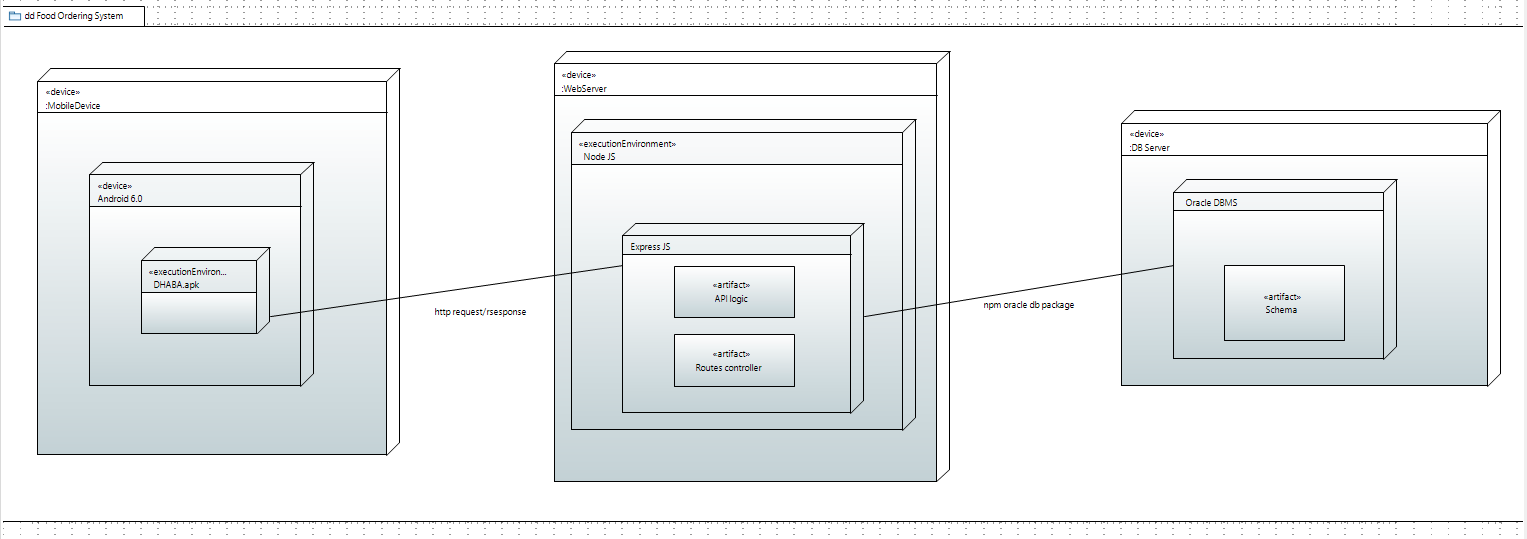 dd Food Ordering System
«device»
:MobileDevice
«device»
Android 6.0
«executionEnviron...
DHABA.apk
http request/rsesponse
«device»
:WebServer
«executionEnvironment»
Node JS
Express JS
«artifact»
API logic
«artifact»
Routes controller
npm oracle db package
«device»
:DB Server
Oracle DBMS
«artifact»
Schema